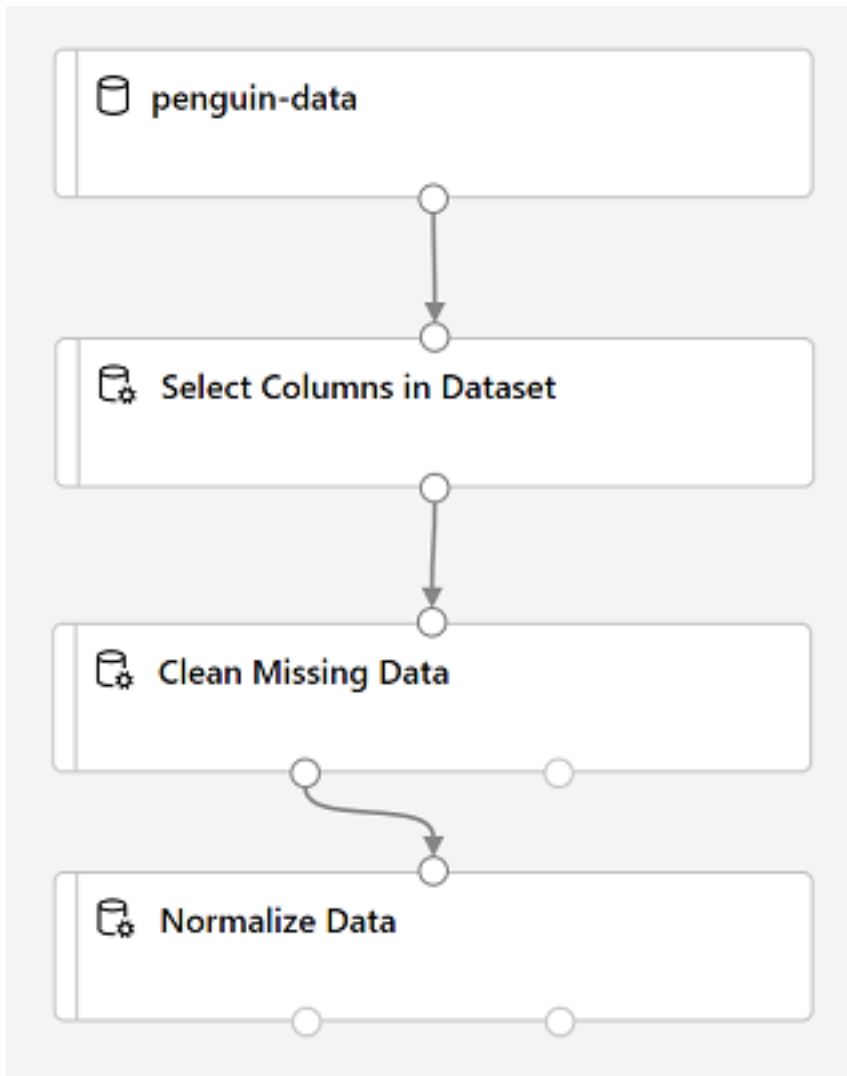 penguin-data
Select Columns in Dataset
Clean Missing Data
Normalize Data